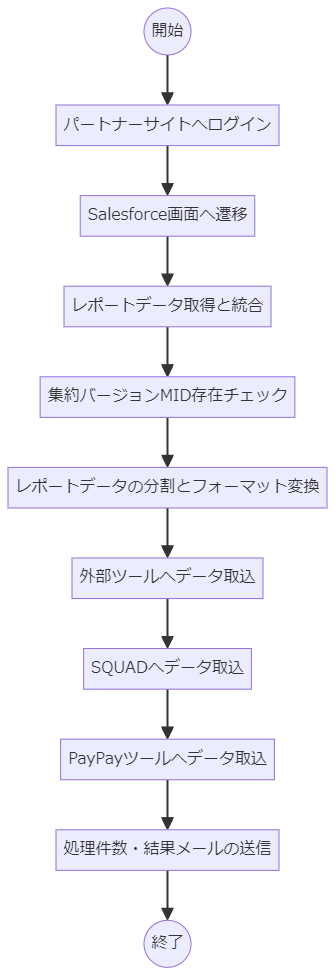 開始
パートナーサイトへログイン
Salesforce画面へ遷移
レポートデータ取得と統合
集約バージョンMID存在チェック
レポートデータの分割とフォーマット変換
外部ツールへデータ取込
SQUADへデータ取込
PayPayツールへデータ取込
処理件数・結果メールの送信
終了